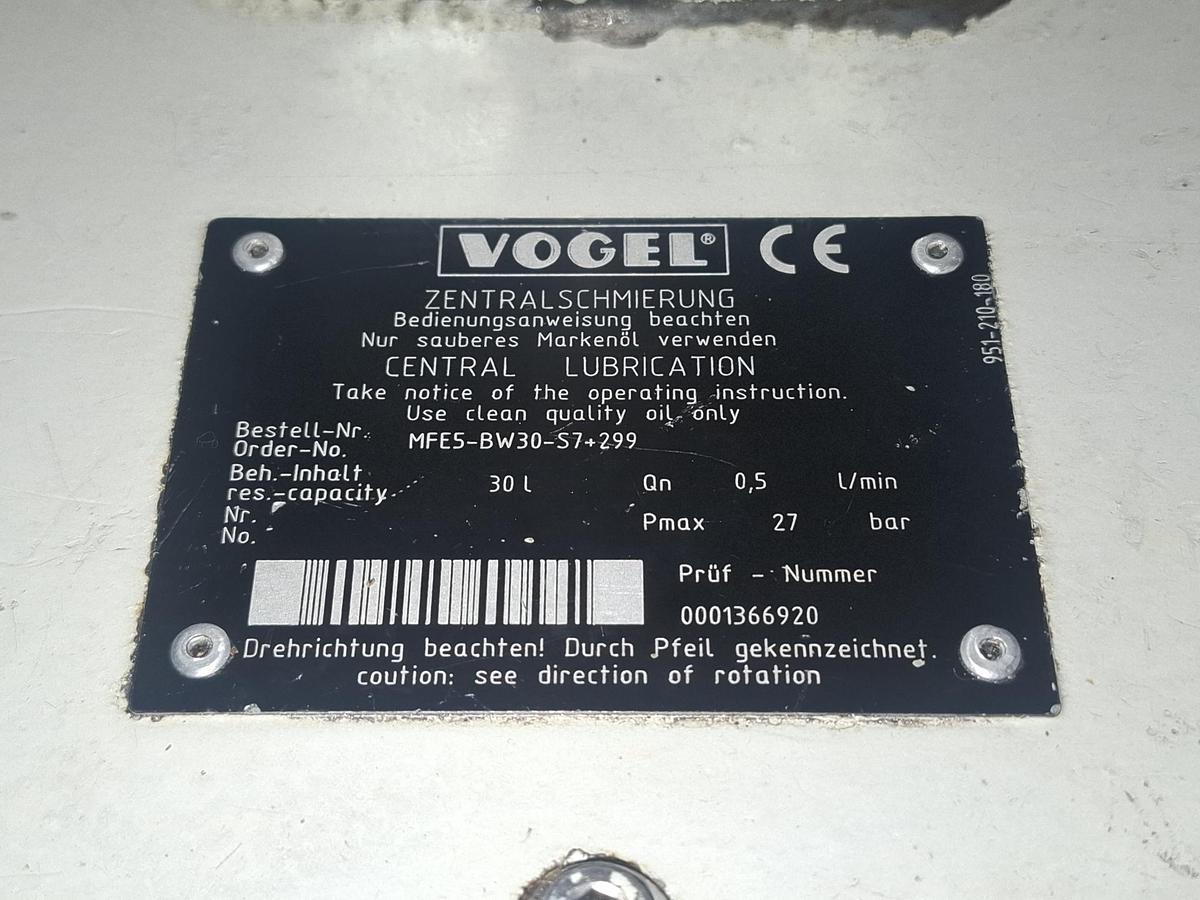 VOGEL® CE
ZENTRALSCHMIERUNG
Bedienungsanweisung beachten
Nur sauberes Markenöl verwenden
CENTRAL LUBRICATION
Take notice of the operating instruction.
Use clean quality oil only
951-210-180
Bestell-Nr.
Order-No. MFE5-BW30-S7+299
Beh.-Inhalt
res.-capacity 30 l Qn 0,5 l/min
Nr.
No. Pmax 27 bar
Prüf - Nummer
0001366920
Drehrichtung beachten! Durch Pfeil gekennzeichnet.
coution: see direction of rotation